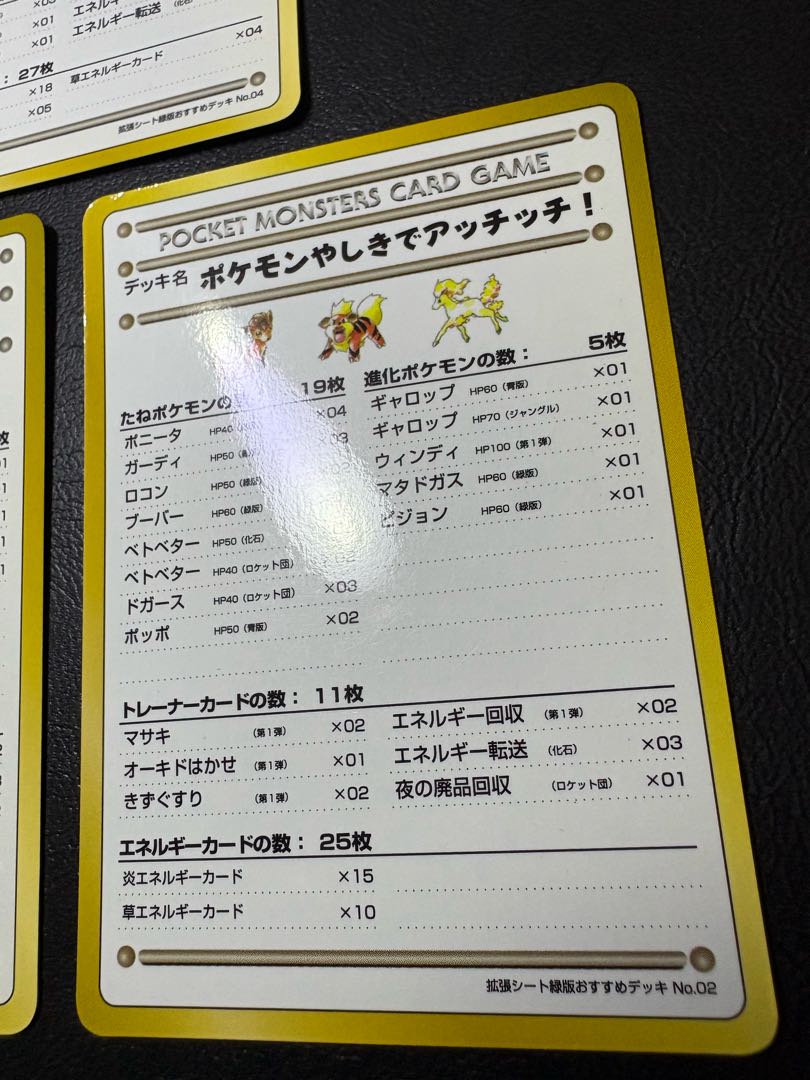 ×03
エネルギー
×01
エネルギー転送 (化石)
×01
: 27枚
×04
×18
草エネルギーカード
×05
拡張シート緑版おすすめデッキ No.04
POCKET MONSTERS CARD GAME
デッキ名 ポケモンやしきでアッチッチ!
たねポケモンの 19枚
ポニータ HP40 ×04
ガーディ HP50 ×03
ロコン HP50(緑版)
ブーバー HP60(緑版)
ベトベター HP50(化石)
ベトベター HP40(ロケット団) ×02
ドガース HP40(ロケット団) ×03
ポッポ HP50(青版) ×02
進化ポケモンの数: 5枚
ギャロップ HP60(青版) ×01
ギャロップ HP70(ジャングル) ×01
ウィンディ HP100(第1弾) ×01
マタドガス HP60(緑版) ×01
ピジョン HP60(緑版) ×01
トレーナーカードの数: 11枚
マサキ (第1弾) ×02
オーキドはかせ (第1弾) ×01
きずぐすり (第1弾) ×02
エネルギー回収 (第1弾) ×02
エネルギー転送 (化石) ×03
夜の廃品回収 (ロケット団) ×01
エネルギーカードの数: 25枚
炎エネルギーカード ×15
草エネルギーカード ×10
拡張シート緑版おすすめデッキ No.02
枚